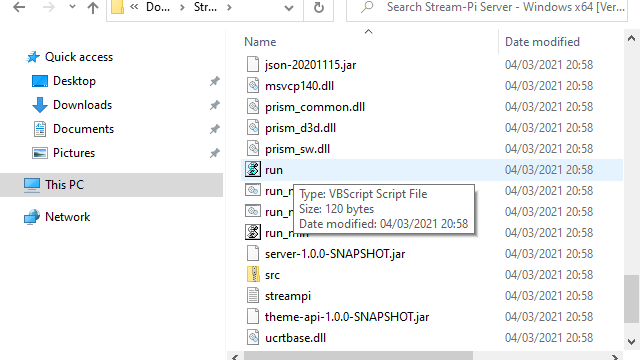 Do...
Str...
Search Stream-Pi Server - Windows x64 [Ver
Name
Date modified
Quick access
Desktop
Downloads
Documents
Pictures
This PC
Network
json-20201115.jar 04/03/2021 20:58
msvcp140.dll 04/03/2021 20:58
prism_common.dll 04/03/2021 20:58
prism_d3d.dll 04/03/2021 20:58
prism_sw.dll 04/03/2021 20:58
run 04/03/2021 20:58
run_m 04/03/2021 20:58
run_m 04/03/2021 20:58
run_min 04/03/2021 20:58
Type: VBScript Script File
Size: 120 bytes
Date modified: 04/03/2021 20:58
server-1.0.0-SNAPSHOT.jar 04/03/2021 20:58
src 04/03/2021 20:58
streampi 04/03/2021 20:58
theme-api-1.0.0-SNAPSHOT.jar 04/03/2021 20:58
ucrtbase.dll 04/03/2021 20:58